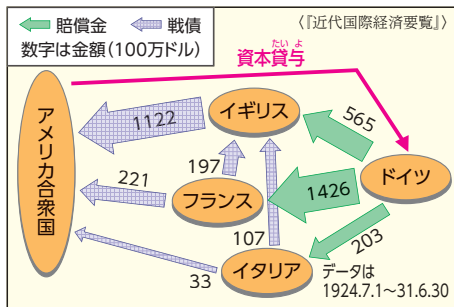 賠償金 戦債
数字は金額(100万ドル)
〈『近代国際経済要覧』〉
資本貸与
たいよ
アメリカ合衆国
イギリス
1122
565
197
221
フランス
1426
ドイツ
107
203
33
イタリア
データは
1924.7.1〜31.6.30